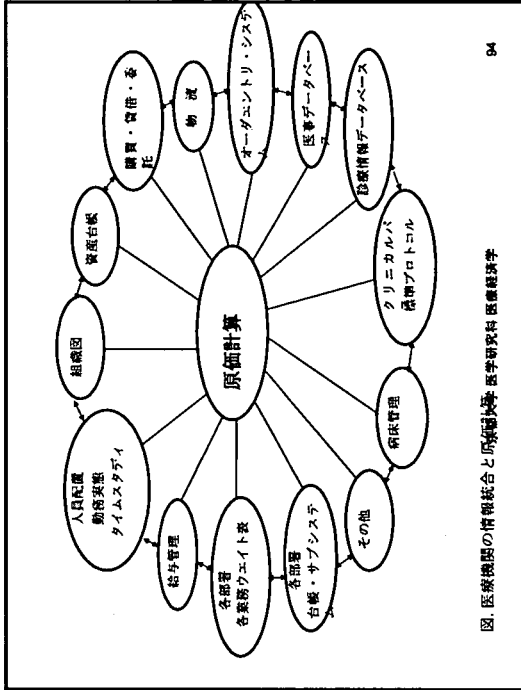 組織図
資産台帳
購買・賃借・委
託
物 流
オーダエントリ・システ
ム
医事データベー
ス
診療情報データベース
クリニカルパ
標準プロトコル
病床管理
その他
各部署
台帳・サブシステ
ム
各部署
各業務ウエイト表
給与管理
人員配置
勤務実態
タイムスタディ
原価計算
図. 医療機関の情報統合と原価計算
大学 医学研究科 医療経済学
94